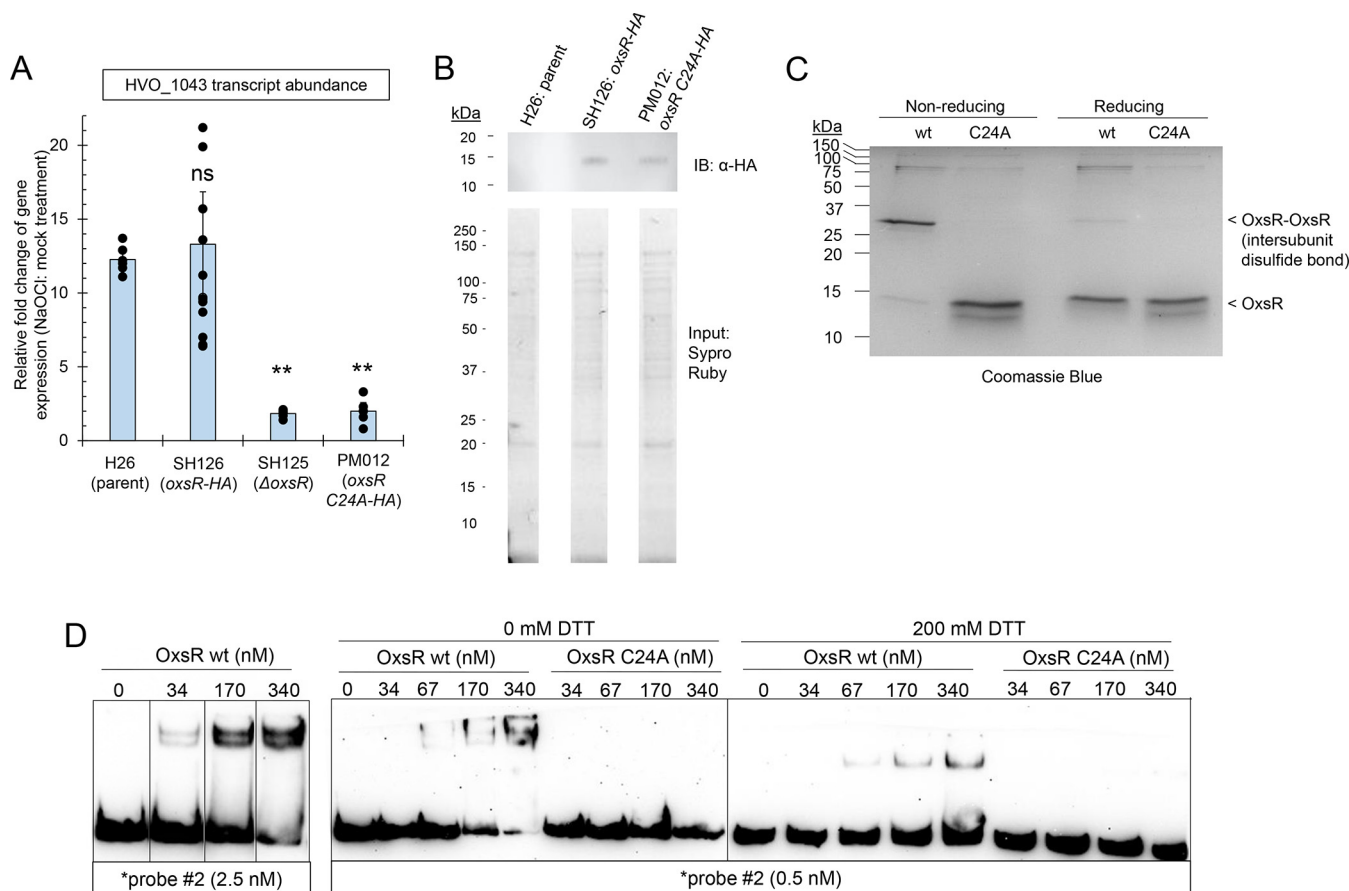 A
HVO_1043 transcript abundance
Relative fold change of gene
expression (NaOCl: mock treatment)
20
15
10
5
0
ns
**
**
H26
(parent)
SH126
(oxsR-HA)
SH125
(ΔoxsR)
PM012
(oxsR
C24A-HA)
B
H26: parent
SH126: oxsR-HA
PM012:
oxsR C24A-HA
kDa
20 -
15 -
10 -
IB: α-HA
250 -
150 -
100 -
75 -
50 -
37 -
25 -
20 -
15 -
10
Input:
Sypro
Ruby
C
Non-reducing Reducing
kDa wt C24A wt C24A
150
100
75
50
37
25
20
15
10
< OxsR-OxsR
(intersubunit
disulfide bond)
< OxsR
Coomassie Blue
D
0 mM DTT 200 mM DTT
OxsR wt (nM) OxsR wt (nM) OxsR C24A (nM) OxsR wt (nM) OxsR C24A (nM)
0 34 170 340 0 34 67 170 340 34 67 170 340 0 34 67 170 340 34 67 170 340
*probe #2 (2.5 nM) *probe #2 (0.5 nM)